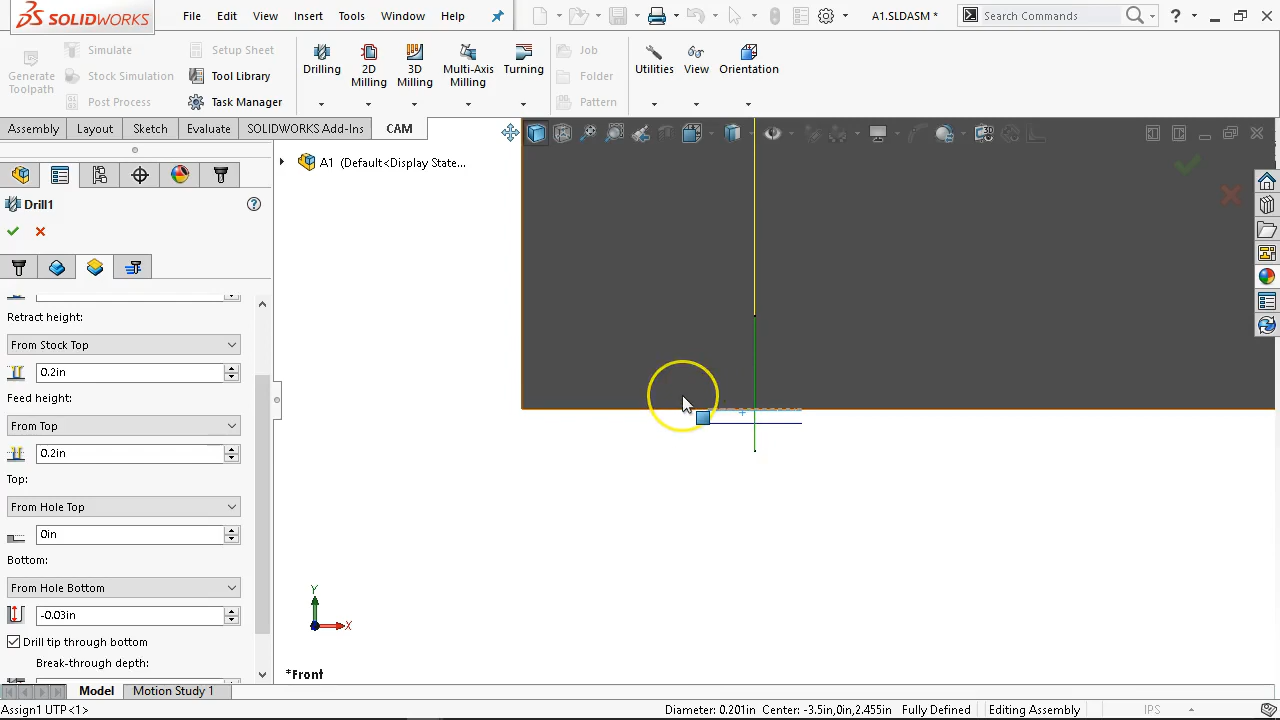 SOLIDWORKS
File Edit View Insert Tools Window Help
A1.SLDASM *
Search Commands
Generate Toolpath
Simulate
Stock Simulation
Post Process
Setup Sheet
Tool Library
Task Manager
Drilling
2D Milling
3D Milling
Multi-Axis Milling
Turning
Job
Folder
Pattern
Utilities
View
Orientation
Assembly Layout Sketch Evaluate SOLIDWORKS Add-Ins CAM
A1 (Default<Display State...
Drill1
Retract height:
From Stock Top
0.2in
Feed height:
From Top
0.2in
Top:
From Hole Top
0in
Bottom:
From Hole Bottom
-0.03in
Drill tip through bottom
Break-through depth:
Y
X
*Front
Model Motion Study 1
Assign1 UTP<1>
Diameter: 0.201in Center: -3.5in,0in,2.455in Fully Defined Editing Assembly IPS